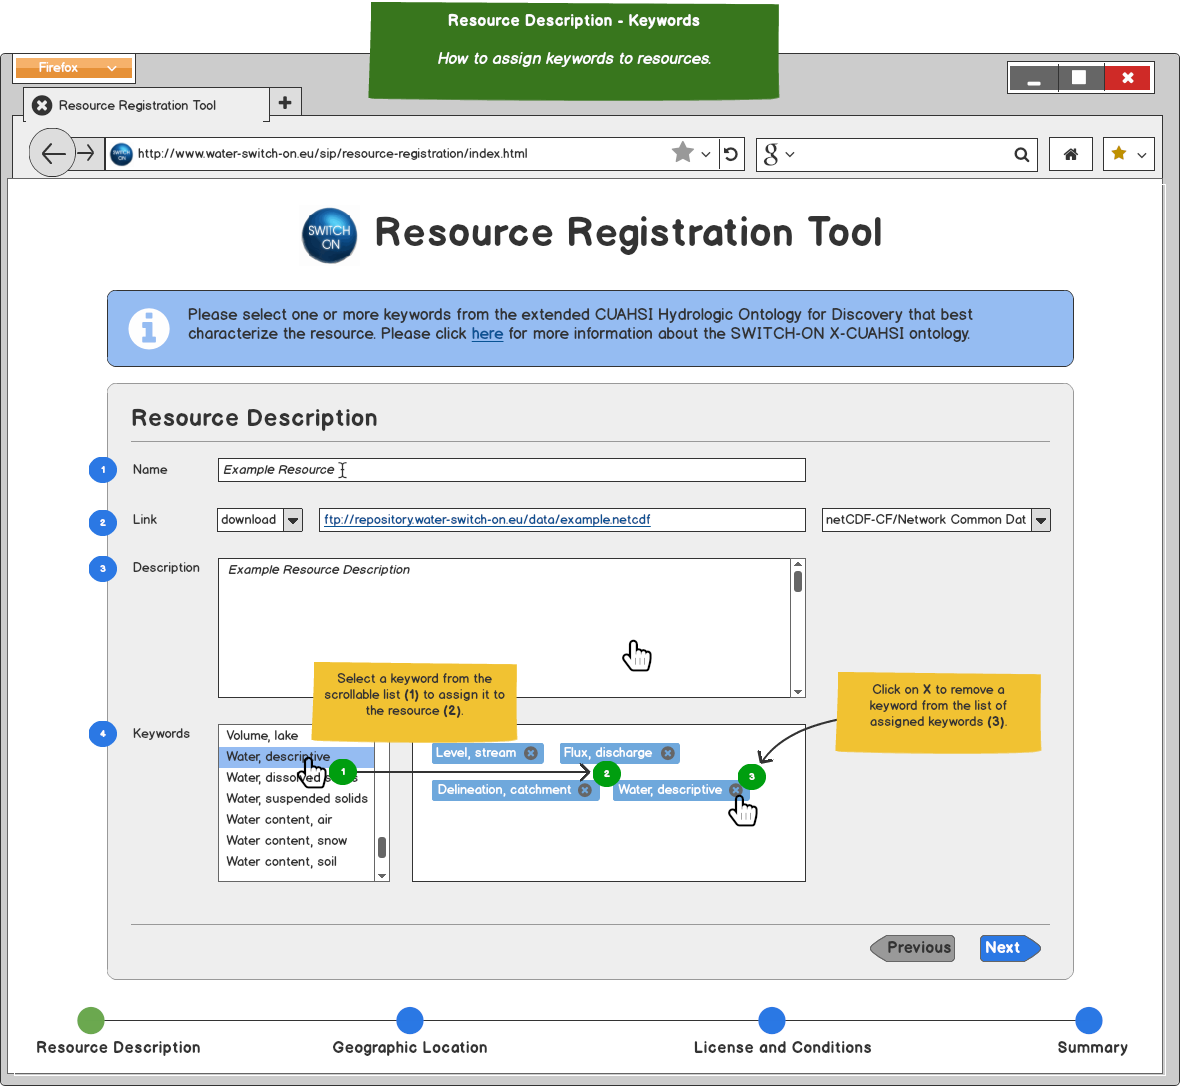 Resource Description - Keywords
How to assign keywords to resources.
Firefox
Resource Registration Tool
SWITCH ON
http://www.water-switch-on.eu/sip/resource-registration/index.html
g
SWITCH
ON
Resource Registration Tool
Please select one or more keywords from the extended CUAHSI Hydrologic Ontology for Discovery that best
characterize the resource. Please click here for more information about the SWITCH-ON X-CUAHSI ontology.
Resource Description
1 Name Example Resource
2 Link download ftp://repository.water-switch-on.eu/data/example.netcdf netCDF-CF/Network Common Dat
3 Description Example Resource Description
Select a keyword from the
scrollable list (1) to assign it to
the resource (2).
Click on X to remove a
keyword from the list of
assigned keywords (3).
4 Keywords
Volume, lake
Water, descriptive
Water, dissolved
Water, suspended solids
Water content, air
Water content, snow
Water content, soil
1
2
3
Level, stream
Flux, discharge
Delineation, catchment
Water, descriptive
Previous
Next
Resource Description
Geographic Location
License and Conditions
Summary